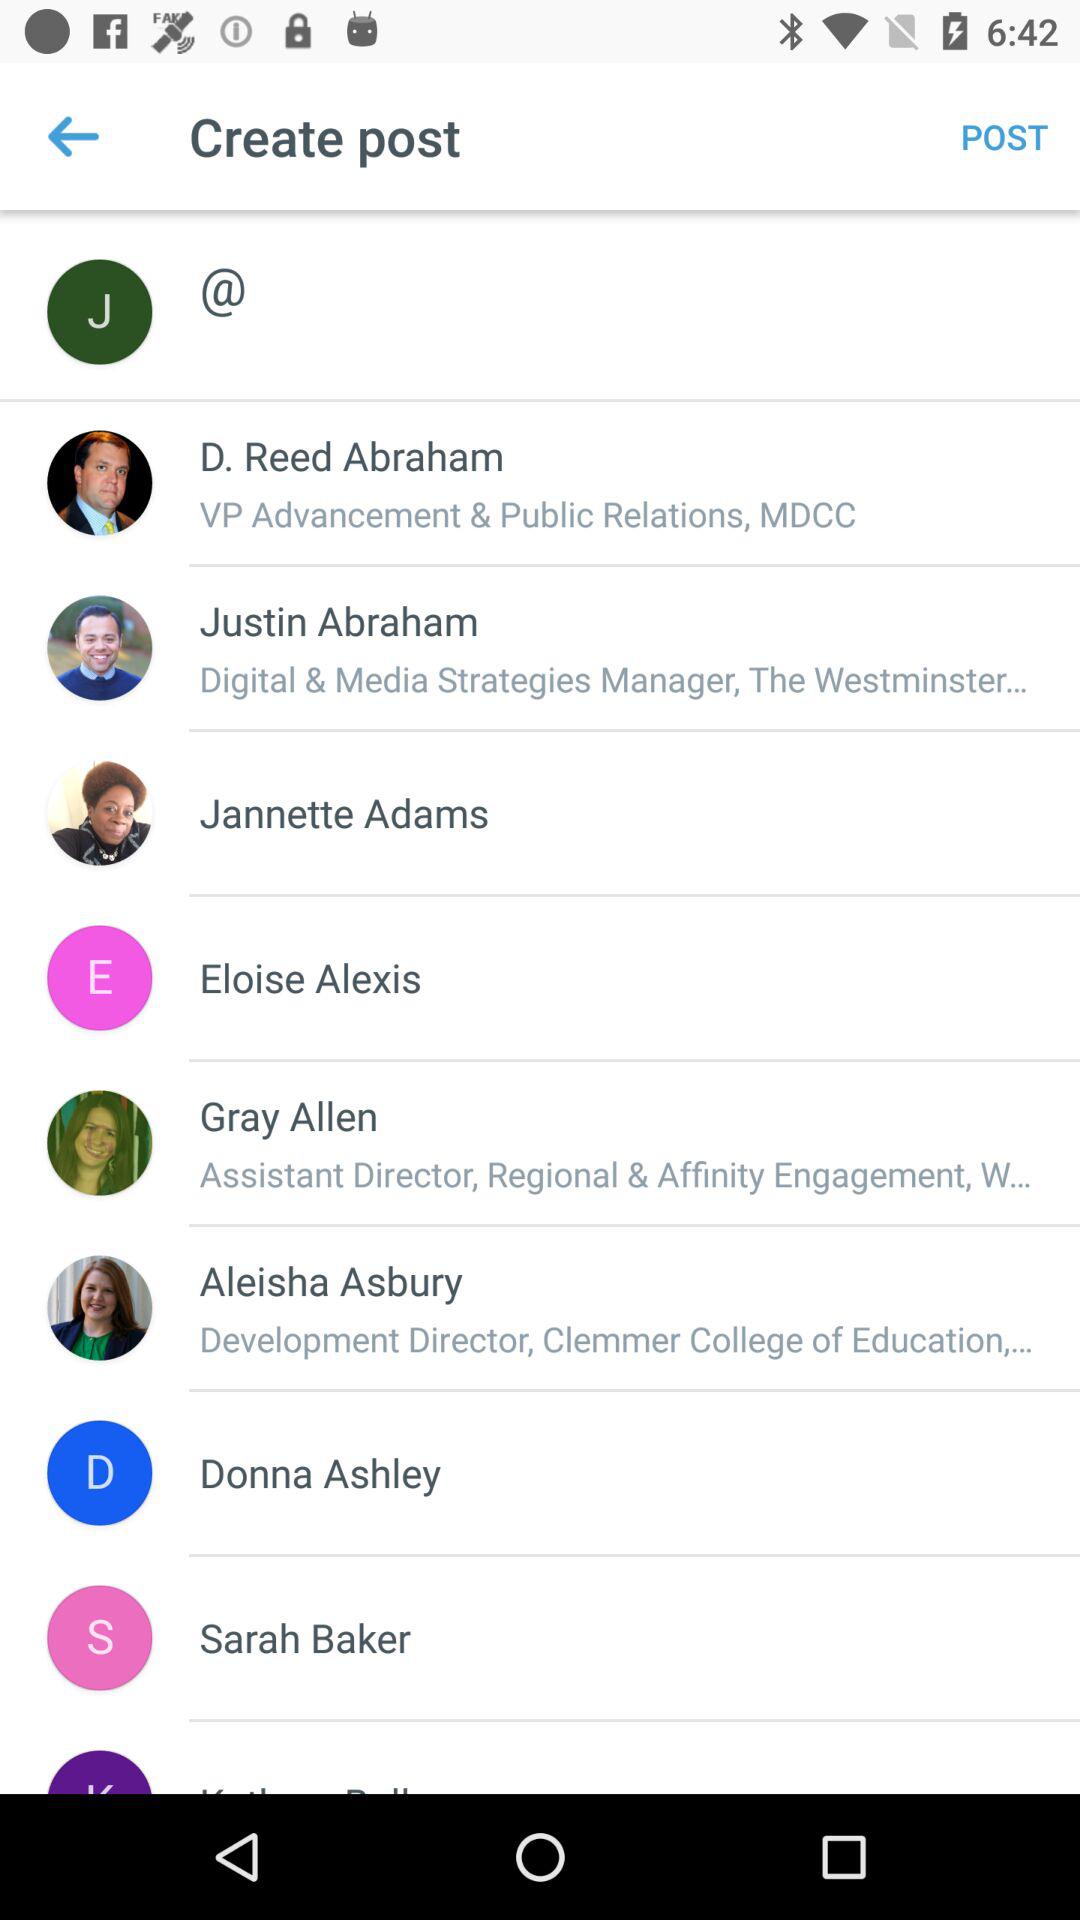 FAKE
6:42
Create post
POST
J
@
D. Reed Abraham
VP Advancement & Public Relations, MDCC
Justin Abraham
Digital & Media Strategies Manager, The Westminster...
Jannette Adams
E
Eloise Alexis
Gray Allen
Assistant Director, Regional & Affinity Engagement, W...
Aleisha Asbury
Development Director, Clemmer College of Education,...
D
Donna Ashley
S
Sarah Baker
K